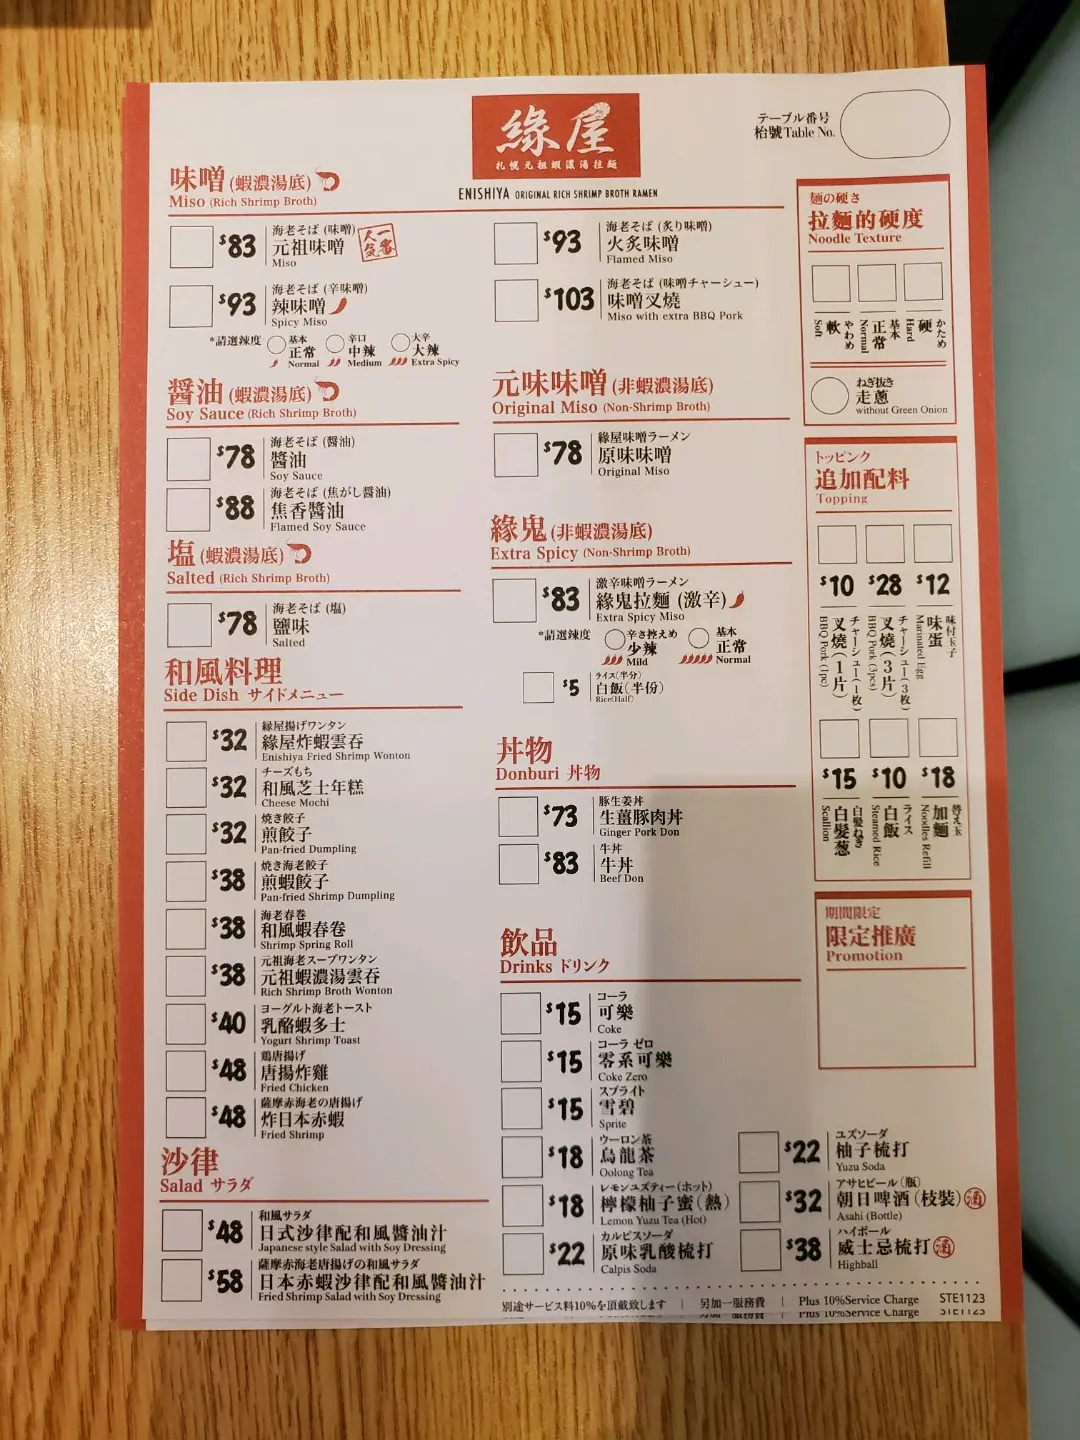 緣屋
札幌元祖蝦濃湯拉麵
ENISHIYA ORIGINAL RICH SHRIMP BROTH RAMEN
テーブル番号
枱號 Table No.
味噌 (蝦濃湯底)
Miso (Rich Shrimp Broth)
$83
海老そば (味噌)
元祖味噌
Miso
一番
人気
$93
海老そば (辛味噌)
辣味噌
Spicy Miso
*請選辣度
基本
正常
Normal
辛口
中辣
Medium
大辛
大辣
Extra Spicy
$93
海老そば (炙り味噌)
火炙味噌
Flamed Miso
$103
海老そば (味噌チャーシュー)
味噌叉燒
Miso with extra BBQ Pork
醬油 (蝦濃湯底)
Soy Sauce (Rich Shrimp Broth)
$78
海老そば (醤油)
醬油
Soy Sauce
$88
海老そば (焦がし醤油)
焦香醬油
Flamed Soy Sauce
塩 (蝦濃湯底)
Salted (Rich Shrimp Broth)
$78
海老そば (塩)
鹽味
Salted
元味味噌 (非蝦濃湯底)
Original Miso (Non-Shrimp Broth)
$78
緣屋味噌ラーメン
原味味噌
Original Miso
緣鬼 (非蝦濃湯底)
Extra Spicy (Non-Shrimp Broth)
$83
激辛味噌ラーメン
緣鬼拉麵 (激辛)
Extra Spicy Miso
*請選辣度
辛さ控えめ
少辣
Mild
基本
正常
Normal
$5
ライス(半分)
白飯(半份)
Rice(Half)
和風料理
Side Dish サイドメニュー
$32
縁屋揚げワンタン
緣屋炸蝦雲吞
Enishiya Fried Shrimp Wonton
$32
チーズもち
和風芝士年糕
Cheese Mochi
$32
焼き餃子
煎餃子
Pan-fried Dumpling
$38
焼き海老餃子
煎蝦餃子
Pan-fried Shrimp Dumpling
$38
海老春巻
和風蝦春卷
Shrimp Spring Roll
$38
元祖海老スープワンタン
元祖蝦濃湯雲吞
Rich Shrimp Broth Wonton
$40
ヨーグルト海老トースト
乳酪蝦多士
Yogurt Shrimp Toast
$48
鶏唐揚げ
唐揚炸雞
Fried Chicken
$48
薩摩赤海老の唐揚げ
炸日本赤蝦
Fried Shrimp
沙律
Salad サラダ
$48
和風サラダ
日式沙律配和風醬油汁
Japanese style Salad with Soy Dressing
$58
薩摩赤海老唐揚げの和風サラダ
日本赤蝦沙律配和風醬油汁
Fried Shrimp Salad with Soy Dressing
丼物
Donburi 丼物
$73
豚生姜丼
生薑豚肉丼
Ginger Pork Don
$83
牛丼
牛丼
Beef Don
飲品
Drinks ドリンク
$15
コーラ
可樂
Coke
$15
コーラ ゼロ
零系可樂
Coke Zero
$15
スプライト
雪碧
Sprite
$18
ウーロン茶
烏龍茶
Oolong Tea
$18
レモンユズティー(ホット)
檸檬柚子蜜(熱)
Lemon Yuzu Tea (Hot)
$22
カルピスソーダ
原味乳酸梳打
Calpis Soda
$22
ユズソーダ
柚子梳打
Yuzu Soda
$32
アサヒビール(瓶)
朝日啤酒(枝裝) 酒
Asahi (Bottle)
$38
ハイボール
威士忌梳打 酒
Highball
麺の硬さ
拉麵的硬度
Noodle Texture
やわめ
軟
Soft
基本
正常
Normal
かため
硬
Hard
ねぎ抜き
走蔥
without Green Onion
トッピンク
追加配料
Topping
$10
チャーシュー(1枚)
叉燒(1片)
BBQ Pork (1pc)
$28
チャーシュー(3枚)
叉燒(3片)
BBQ Pork (3pcs)
$12
味付玉子
味蛋
Marinated Egg
$15
白髪ねぎ
白髮葱
Scallion
$10
ライス
白飯
Steamed Rice
$18
替え玉
加麵
Noodles Refill
期間限定
限定推廣
Promotion
別途サービス料10%を頂戴致します | 另加一服務費 | Plus 10%Service Charge STE1123
另加一服務費 | Plus 10%Service Charge STE1123